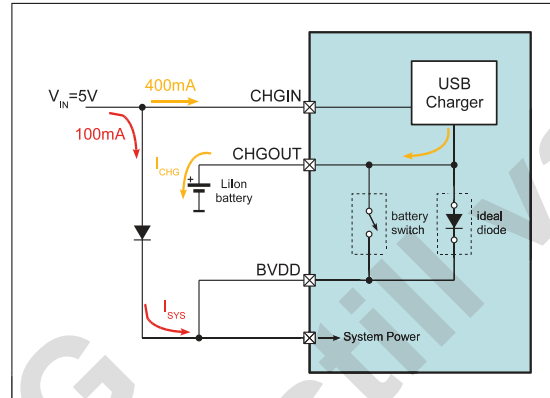 V_IN=5V
400mA
CHGIN
USB
Charger
100mA
CHGOUT
I_CHG
+
LiIon
battery
battery
switch
ideal
diode
BVDD
I_SYS
System Power
G
still v